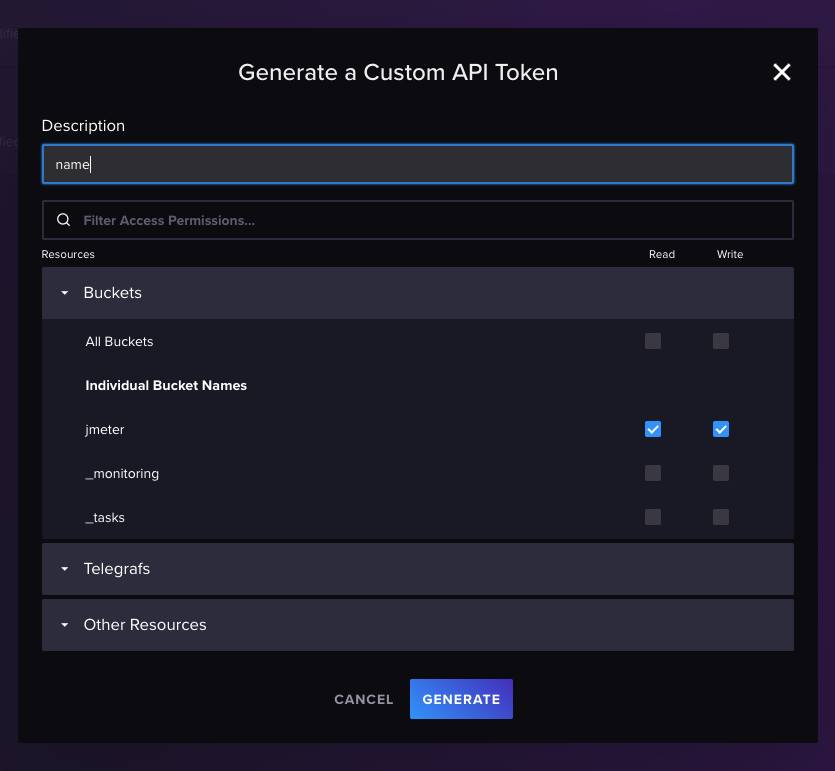 Generate a Custom API Token
Description
name
Filter Access Permissions...
Resources Read Write
Buckets
All Buckets
Individual Bucket Names
jmeter
_monitoring
_tasks
Telegrafs
Other Resources
CANCEL GENERATE